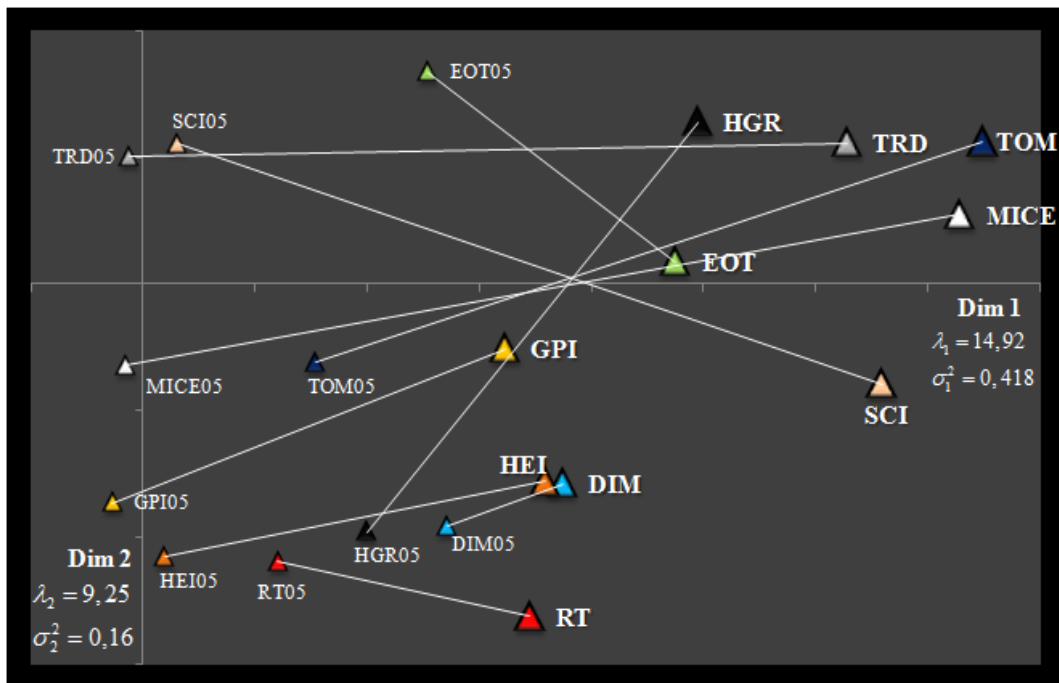 EOT05
SCI05
HGR
TRD
TOM
TRD05
MICE
EOT
Dim 1
λ₁ = 14,92
σ₁² = 0,418
GPI
MICE05
TOM05
SCI
HEI
DIM
GPI05
HGR05
DIM05
Dim 2
HEI05
RT05
λ₂ = 9,25
RT
σ₂² = 0,16